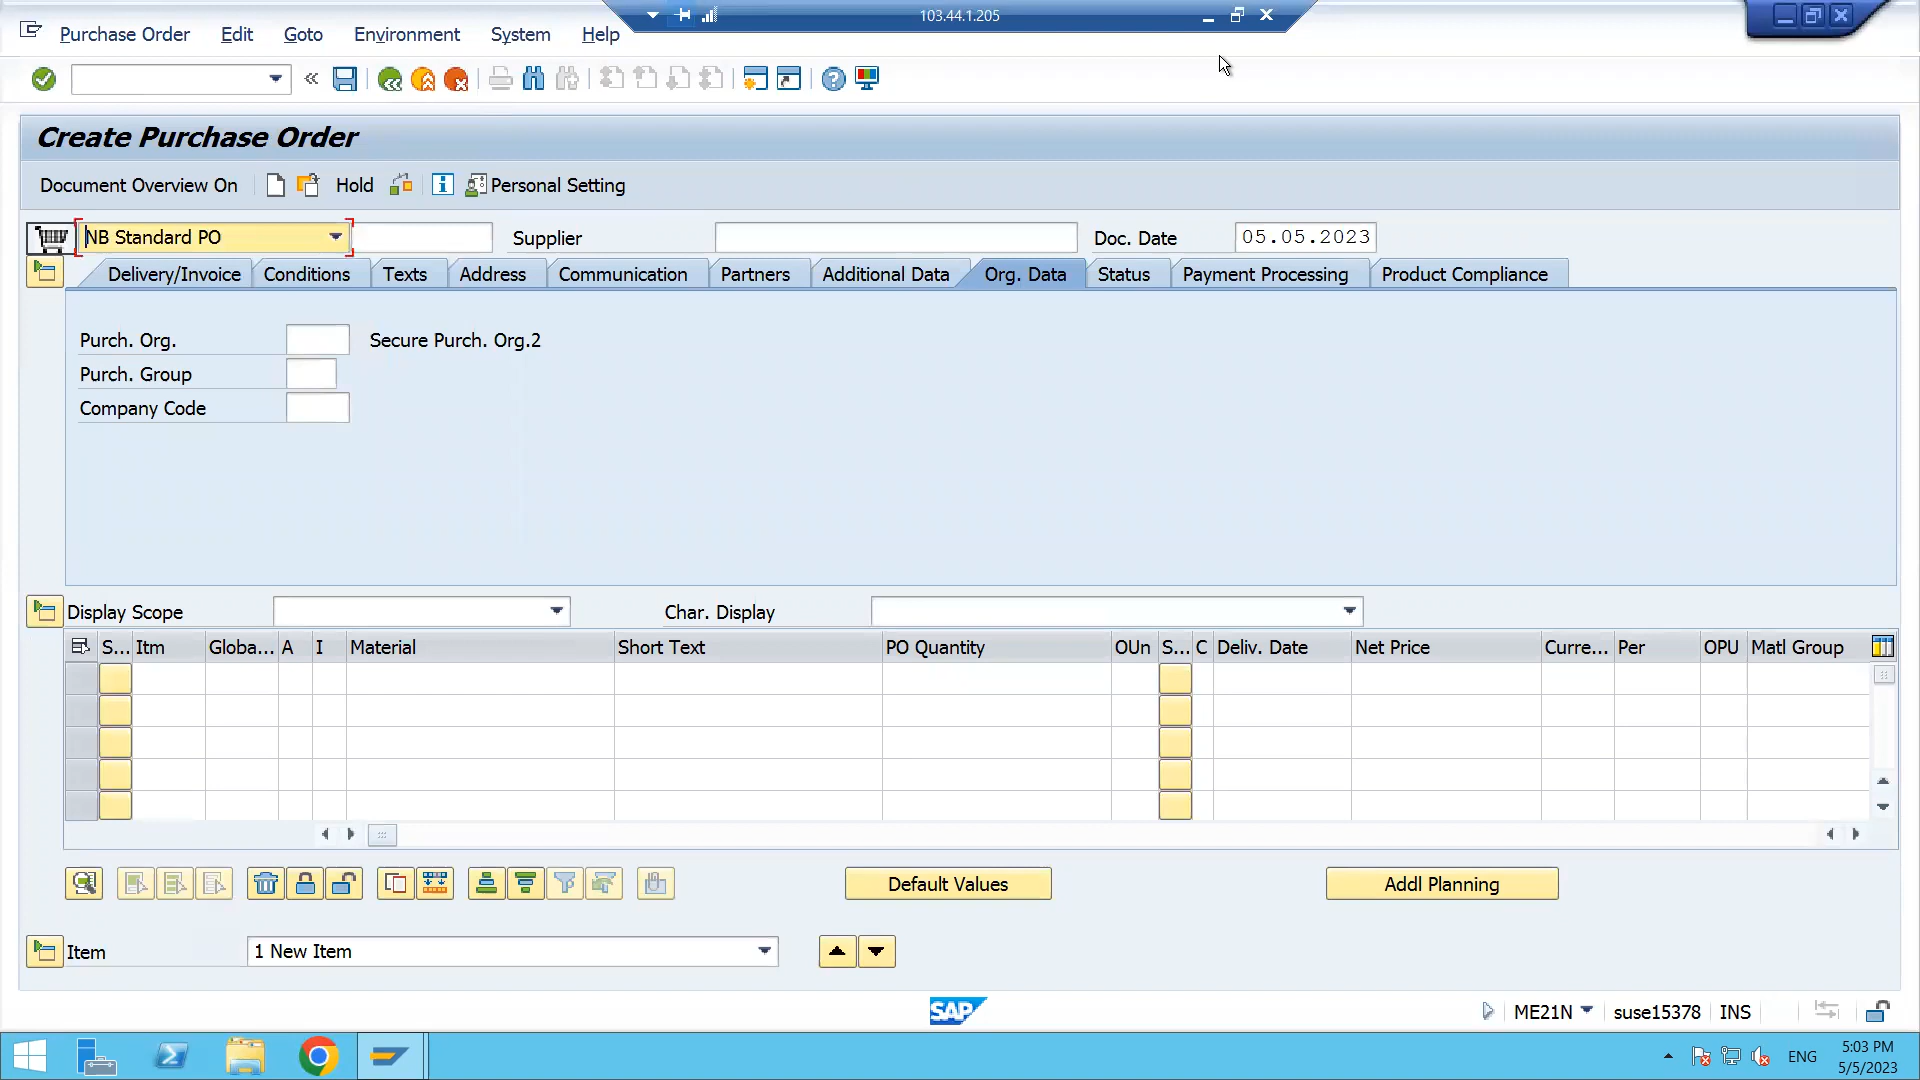 103.44.1.205
Purchase Order Edit Goto Environment System Help
Create Purchase Order
Document Overview On Hold Personal Setting
NB Standard PO Supplier Doc. Date 05.05.2023
Delivery/Invoice Conditions Texts Address Communication Partners Additional Data Org. Data Status Payment Processing Product Compliance
Purch. Org. Secure Purch. Org.2
Purch. Group
Company Code
Display Scope Char. Display
S... Itm Globa... A I Material Short Text PO Quantity OUn S... C Deliv. Date Net Price Curre... Per OPU Matl Group
Default Values Addl Planning
Item 1 New Item
SAP ME21N suse15378 INS
ENG 5:03 PM
5/5/2023